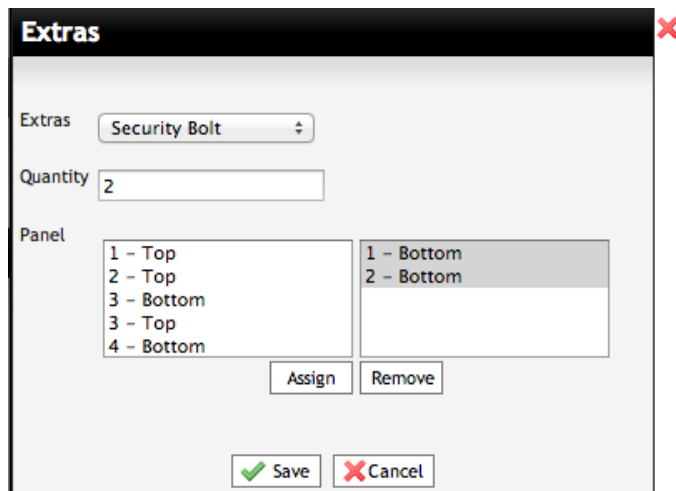 Extras
Extras Security Bolt
Quantity 2
Panel
1 - Top 1 - Bottom
2 - Top 2 - Bottom
3 - Bottom
3 - Top
4 - Bottom
Assign Remove
Save Cancel